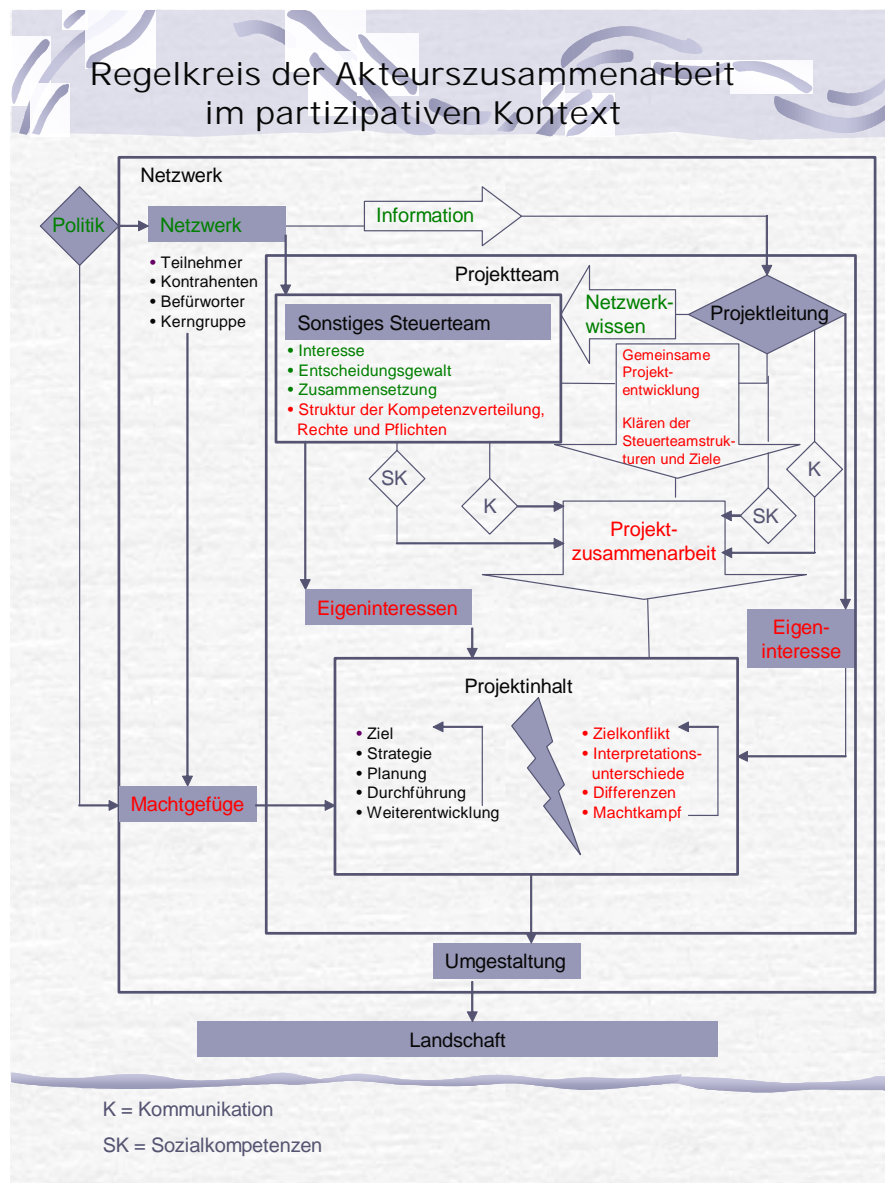 Regelkreis der Akteurszusammenarbeit
im partizipativen Kontext
Netzwerk
Politik
Netzwerk
Information
• Teilnehmer
• Kontrahenten
• Befürworter
• Kerngruppe
Projektteam
Sonstiges Steuerteam
• Interesse
• Entscheidungsgewalt
• Zusammensetzung
• Struktur der Kompetenzverteilung,
Rechte und Pflichten
Netzwerk-
wissen
Projektleitung
Gemeinsame
Projekt-
entwicklung
Klären der
Steuerteamstruk-
turen und Ziele
SK
K
K
SK
Projekt-
zusammenarbeit
Eigeninteressen
Eigen-
interesse
Projektinhalt
• Ziel
• Strategie
• Planung
• Durchführung
• Weiterentwicklung
• Zielkonflikt
• Interpretations-
unterschiede
• Differenzen
• Machtkampf
Machtgefüge
Umgestaltung
Landschaft
K = Kommunikation
SK = Sozialkompetenzen